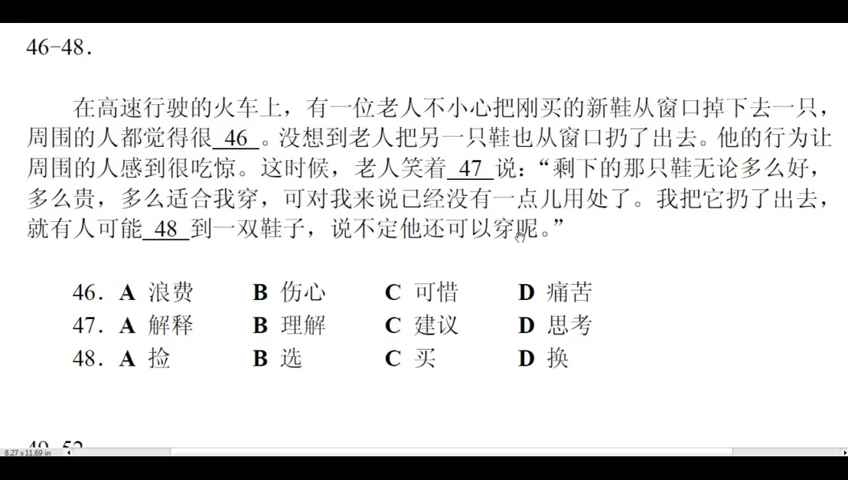 46-48.
在高速行驶的火车上，有一位老人不小心把刚买的新鞋从窗口掉下去一只，
周围的人都觉得很 46 。没想到老人把另一只鞋也从窗口扔了出去。他的行为让
周围的人感到很吃惊。这时候，老人笑着 47 说：“剩下的那只鞋无论多么好，
多么贵，多么适合我穿，可对我来说已经没有一点儿用处了。我把它扔了出去，
就有人可能 48 到一双鞋子，说不定他还可以穿呢。”
46. A 浪费 B 伤心 C 可惜 D 痛苦
47. A 解释 B 理解 C 建议 D 思考
48. A 捡 B 选 C 买 D 换
49-52
8.27 x 11.69 in